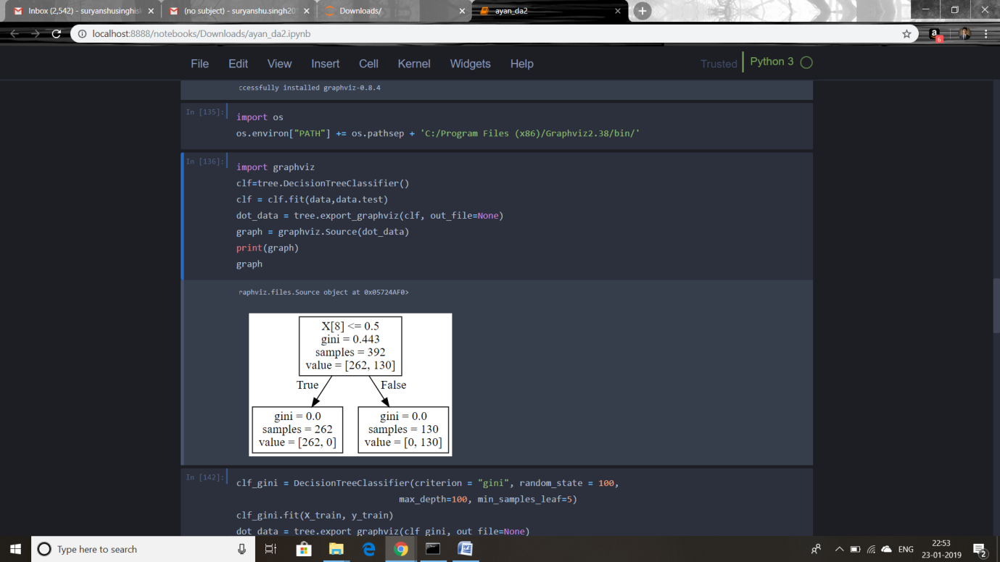 Inbox (2,542) - suryanshusinghis
(no subject) - suryanshu.singh20
Downloads/
ayan_da2
localhost:8888/notebooks/Downloads/ayan_da2.ipynb
a
6
File Edit View Insert Cell Kernel Widgets Help
Trusted
Python 3
ccessfully installed graphviz-0.8.4
In [135]:
import os
os.environ["PATH"] += os.pathsep + 'C:/Program Files (x86)/Graphviz2.38/bin/'
In [136]:
import graphviz
clf=tree.DecisionTreeClassifier()
clf = clf.fit(data,data.test)
dot_data = tree.export_graphviz(clf, out_file=None)
graph = graphviz.Source(dot_data)
print(graph)
graph
raphviz.files.Source object at 0x05724AF0>
X[8] <= 0.5
gini = 0.443
samples = 392
value = [262, 130]
True
False
gini = 0.0
samples = 262
value = [262, 0]
gini = 0.0
samples = 130
value = [0, 130]
In [142]:
clf_gini = DecisionTreeClassifier(criterion = "gini", random_state = 100,
max_depth=100, min_samples_leaf=5)
clf_gini.fit(X_train, y_train)
dot_data = tree.export_graphviz(clf_gini, out_file=None)
Type here to search
ENG
22:53
23-01-2019
2